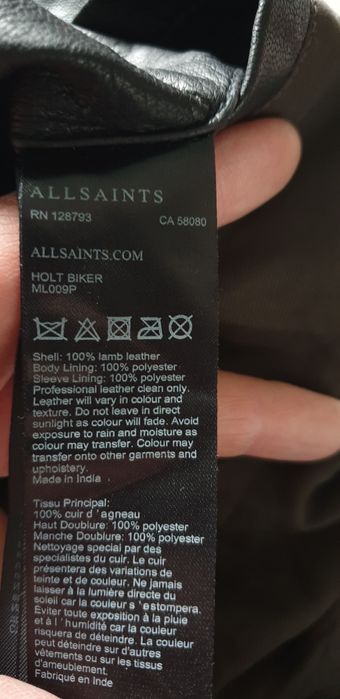 ALLSAINTS
RN 128793 CA 58080
ALLSAINTS.COM
HOLT BIKER
ML009P
Shell: 100% lamb leather
Body Lining: 100% polyester
Sleeve Lining: 100% polyester
Professional leather clean only.
Leather will vary in colour and
texture. Do not leave in direct
sunlight as colour will fade. Avoid
exposure to rain and moisture as
colour may transfer. Colour may
transfer onto other garments and
upholstery.
Made in India
Tissu Principal:
100% cuir d 'agneau
Haut Doublure: 100% polyester
Manche Doublure: 100% polyester
Nettoyage special par des
specialistes du cuir. Le cuir
présentera des variations de
teinte et de couleur. Ne jamais
laisser à la lumière directe du
soleil car la couleur s 'estompera.
Éviter toute exposition à la pluie
et à l ' humidité car la couleur
risquera de déteindre. La couleur
peut déteindre sur d'autres
vêtements ou sur les tissus
d'ameublement.
Fabriqué en Inde